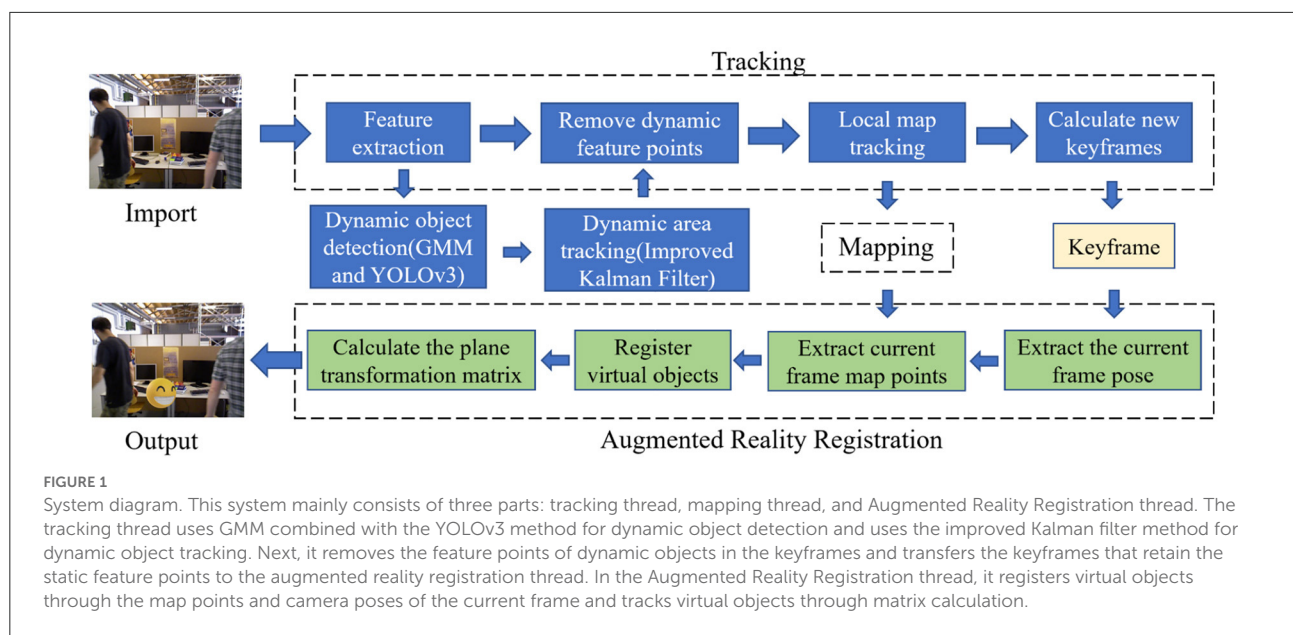 Tracking
Feature
extraction
Remove dynamic
feature points
Local map
tracking
Calculate new
keyframes
Import
Dynamic object
detection(GMM
and YOLOv3)
Dynamic area
tracking(Improved
Kalman Filter)
Mapping
Keyframe
Calculate the plane
transformation matrix
Register
virtual objects
Extract current
frame map points
Extract the current
frame pose
Output
Augmented Reality Registration
FIGURE 1
System diagram. This system mainly consists of three parts: tracking thread, mapping thread, and Augmented Reality Registration thread. The
tracking thread uses GMM combined with the YOLOv3 method for dynamic object detection and uses the improved Kalman filter method for
dynamic object tracking. Next, it removes the feature points of dynamic objects in the keyframes and transfers the keyframes that retain the
static feature points to the augmented reality registration thread. In the Augmented Reality Registration thread, it registers virtual objects
through the map points and camera poses of the current frame and tracks virtual objects through matrix calculation.